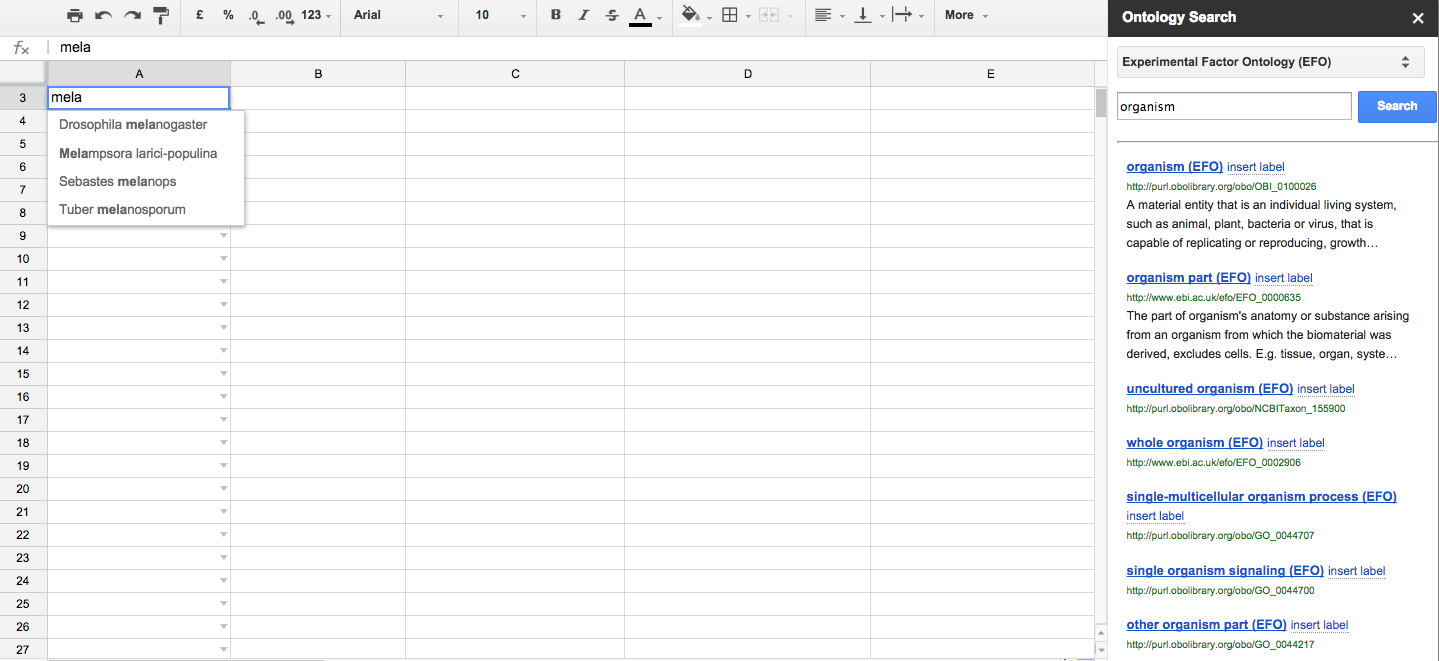 £ % .0 .00 123 Arial 10 B I S A More
fx mela
A B C D E
3 mela
4
Drosophila melanogaster
5
Melampsora larici-populina
6
7
Sebastes melanops
8
Tuber melanosporum
9
10
11
12
13
14
15
16
17
18
19
20
21
22
23
24
25
26
27
Ontology Search
Experimental Factor Ontology (EFO)
organism Search
organism (EFO) insert label
http://purl.obolibrary.org/obo/OBI_0100026
A material entity that is an individual living system,
such as animal, plant, bacteria or virus, that is
capable of replicating or reproducing, growth…
organism part (EFO) insert label
http://www.ebi.ac.uk/efo/EFO_0000635
The part of organism's anatomy or substance arising
from an organism from which the biomaterial was
derived, excludes cells. E.g. tissue, organ, syste…
uncultured organism (EFO) insert label
http://purl.obolibrary.org/obo/NCBITaxon_155900
whole organism (EFO) insert label
http://www.ebi.ac.uk/efo/EFO_0002906
single-multicellular organism process (EFO)
insert label
http://purl.obolibrary.org/obo/GO_0044707
single organism signaling (EFO) insert label
http://purl.obolibrary.org/obo/GO_0044700
other organism part (EFO) insert label
http://purl.obolibrary.org/obo/GO_0044217